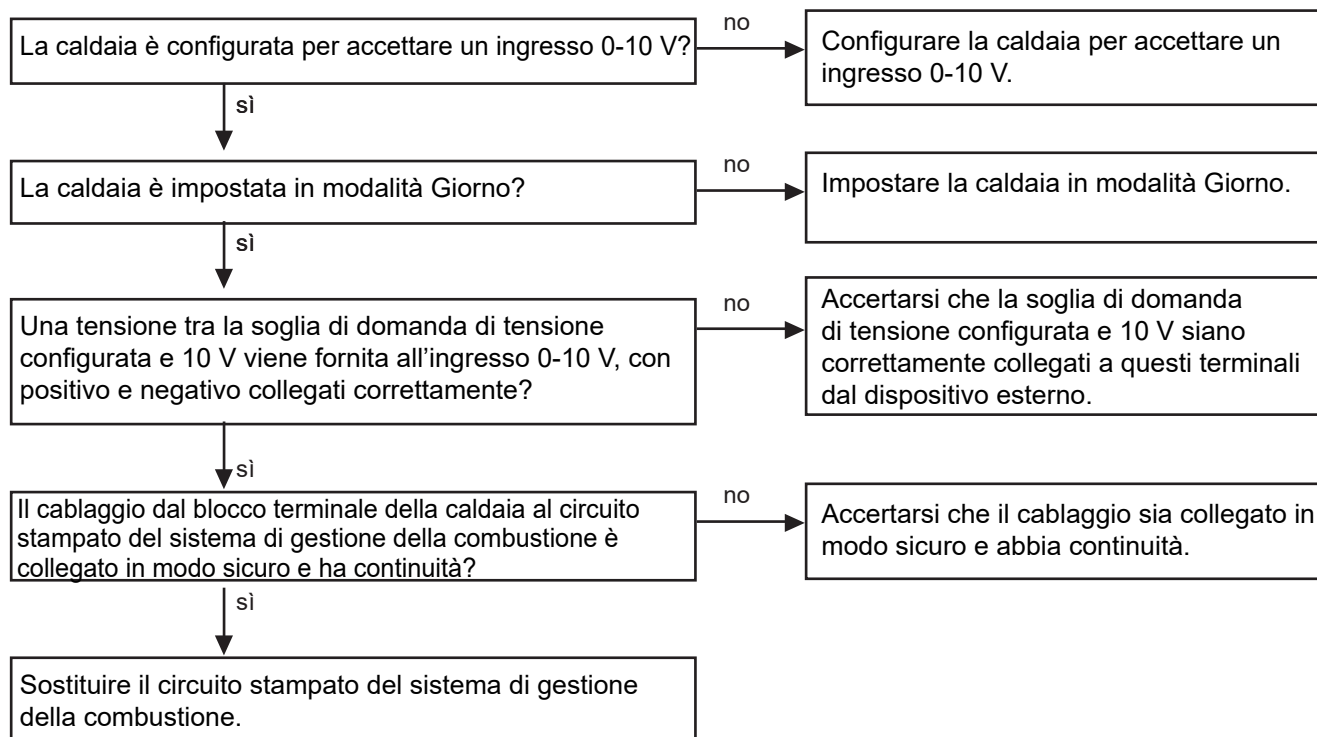 La caldaia è configurata per accettare un ingresso 0-10 V?
no
Configurare la caldaia per accettare un
ingresso 0-10 V.
sì
La caldaia è impostata in modalità Giorno?
no
Impostare la caldaia in modalità Giorno.
sì
Una tensione tra la soglia di domanda di tensione
configurata e 10 V viene fornita all’ingresso 0-10 V, con
positivo e negativo collegati correttamente?
no
Accertarsi che la soglia di domanda
di tensione configurata e 10 V siano
correttamente collegati a questi terminali
dal dispositivo esterno.
sì
Il cablaggio dal blocco terminale della caldaia al circuito
stampato del sistema di gestione della combustione è
collegato in modo sicuro e ha continuità?
no
Accertarsi che il cablaggio sia collegato in
modo sicuro e abbia continuità.
sì
Sostituire il circuito stampato del sistema di gestione
della combustione.